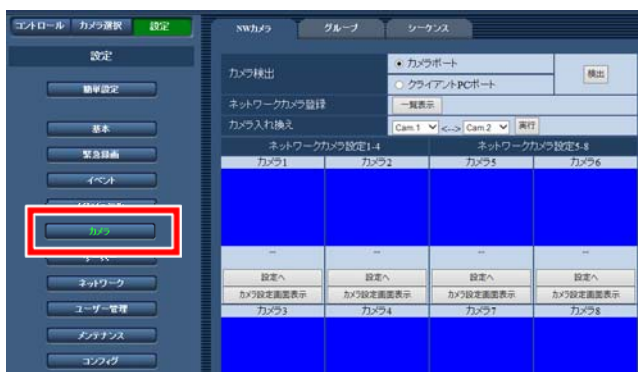 コントロール カメラ選択 設定
設定
簡単設定
基本
緊急録画
イベント
カメラ
ネットワーク
ユーザー管理
メンテナンス
コンフィグ
NWカメラ グループ シーケンス
カメラ検出 カメラポート 検出
クライアントPCポート
ネットワークカメラ登録 一覧表示
カメラ入れ換え Cam.1 <--> Cam.2 実行
ネットワークカメラ設定1-4 ネットワークカメラ設定5-8
カメラ1 カメラ2 カメラ5 カメラ6
-- -- -- --
設定へ 設定へ 設定へ 設定へ
カメラ設定画面表示 カメラ設定画面表示 カメラ設定画面表示 カメラ設定画面表示
カメラ3 カメラ4 カメラ7 カメラ8